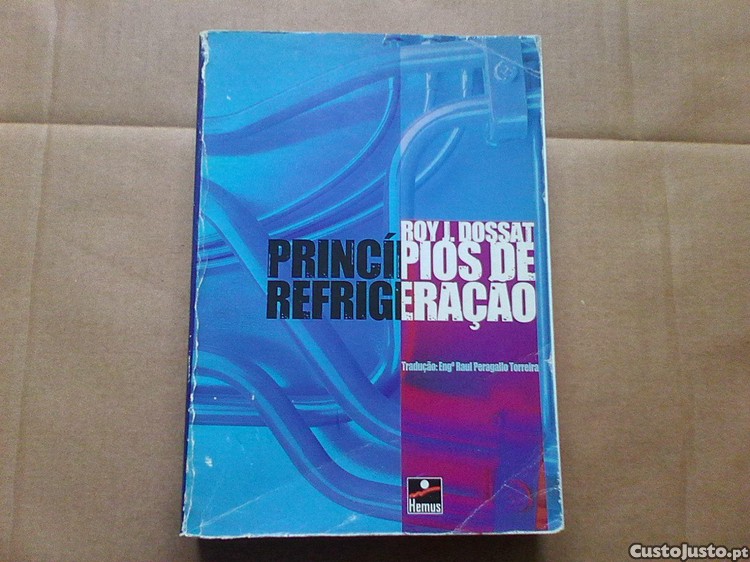 ROY J. DOSSAT
PRINCÍPIOS DE
REFRIGERAÇÃO
Tradução: Engº Raul Peragallo Torreira
Hemus
CustoJusto.pt